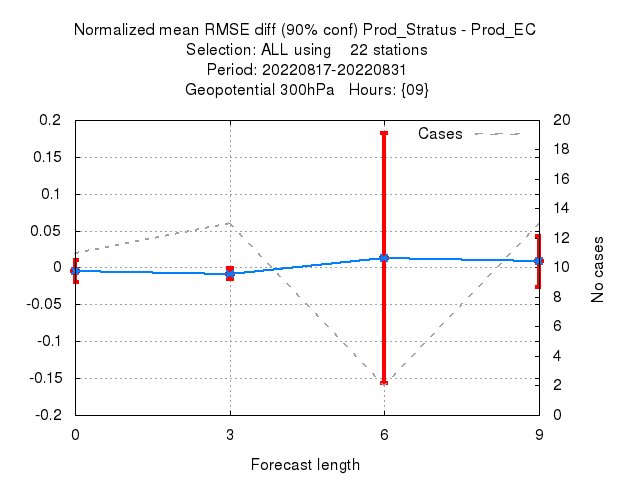 Normalized mean RMSE diff (90% conf) Prod_Stratus - Prod_EC
Selection: ALL using    22 stations
Period: 20220817-20220831
Geopotential 300hPa   Hours: {09}
Cases
0.2
0.15
0.1
0.05
0
-0.05
-0.1
-0.15
-0.2
20
18
16
14
12
10
8
6
4
2
0
No cases
0 3 6 9
Forecast length